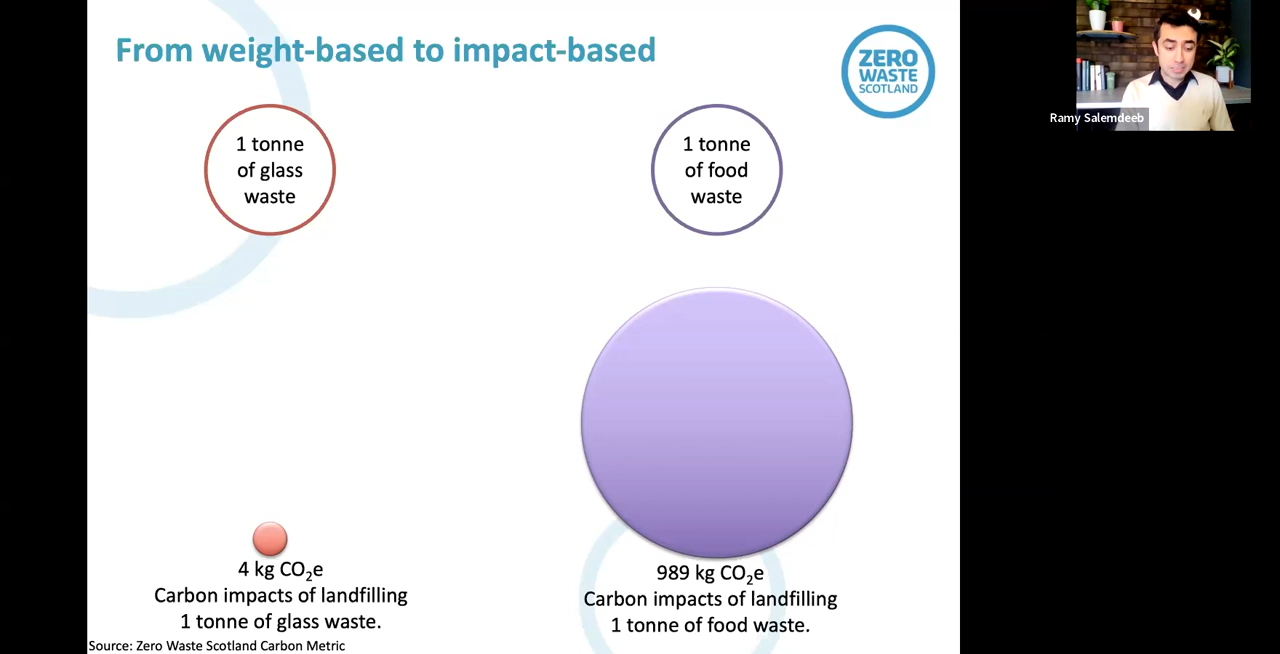 From weight-based to impact-based
ZERO
WASTE
SCOTLAND
Ramy Salemdeeb
1 tonne
of glass
waste
1 tonne
of food
waste
4 kg CO₂e
Carbon impacts of landfilling
1 tonne of glass waste.
989 kg CO₂e
Carbon impacts of landfilling
1 tonne of food waste.
Source: Zero Waste Scotland Carbon Metric